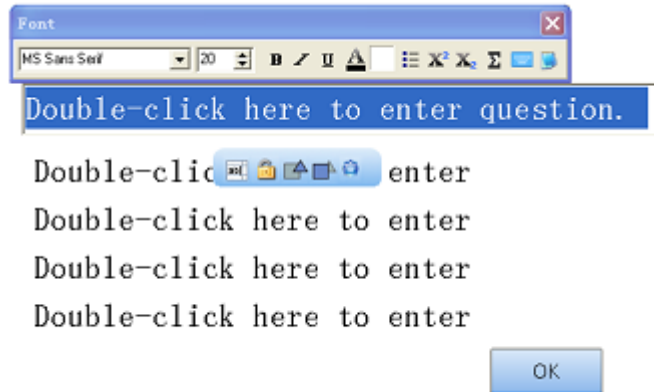 Font
MS Sans Serif 20 B I U A X² X₂ Σ
Double-click here to enter question.
Double-clic enter
Double-click here to enter
Double-click here to enter
Double-click here to enter
OK